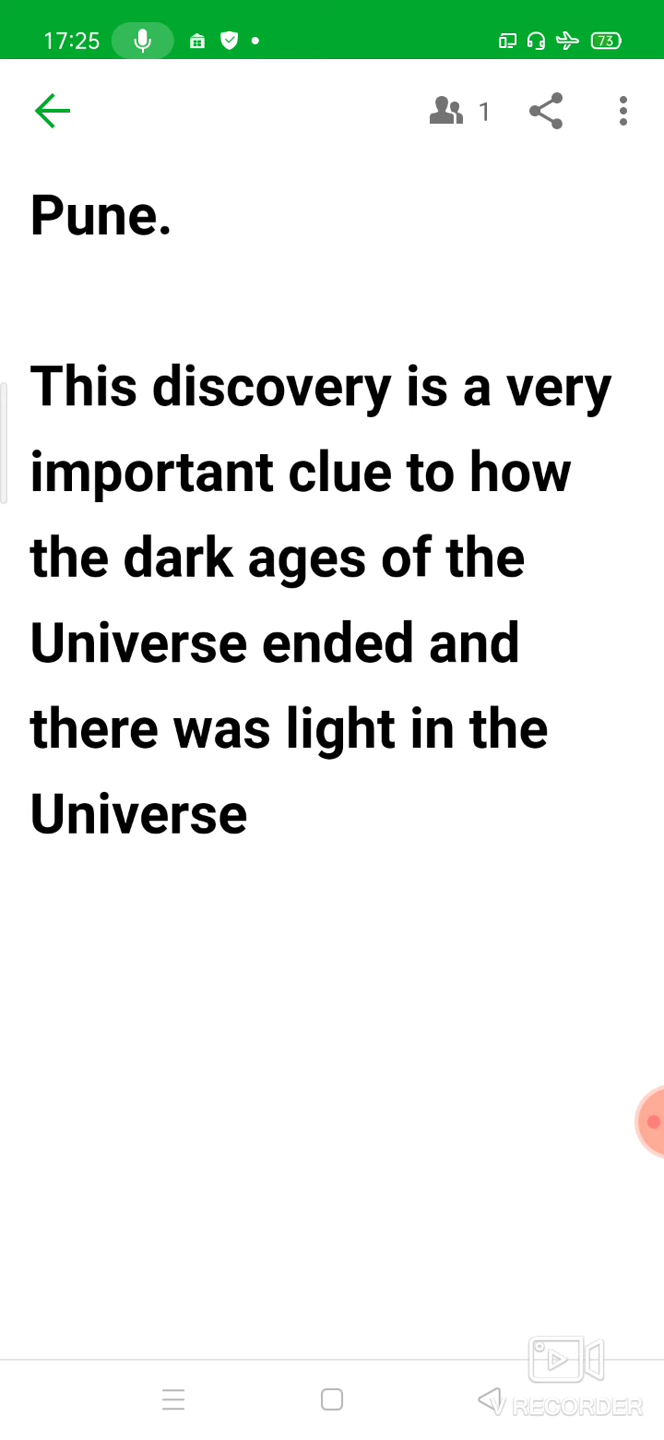 17:25
73
1
Pune.
This discovery is a very
important clue to how
the dark ages of the
Universe ended and
there was light in the
Universe
V RECORDER